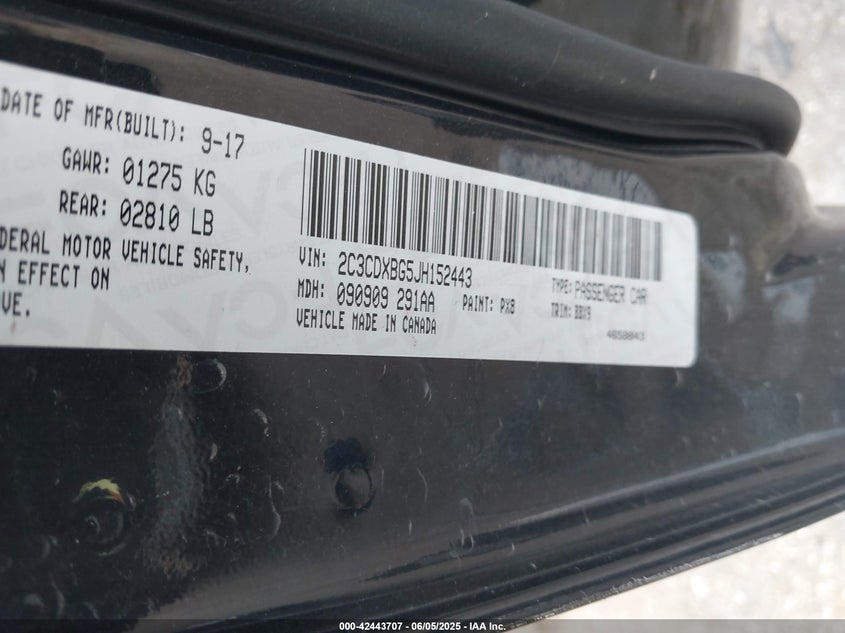 DATE OF MFR(BUILT): 9-17
GAWR: 01275 KG
REAR: 02810 LB
DERAL MOTOR VEHICLE SAFETY,
N EFFECT ON
VE.
VIN: 2C3CDXBG5JH152443
MDH: 090909 291AA PAINT: PX8
VEHICLE MADE IN CANADA
TYPE: PASSENGER CAR
TRIM:
000-42443707 - 06/05/2025 - IAA Inc.